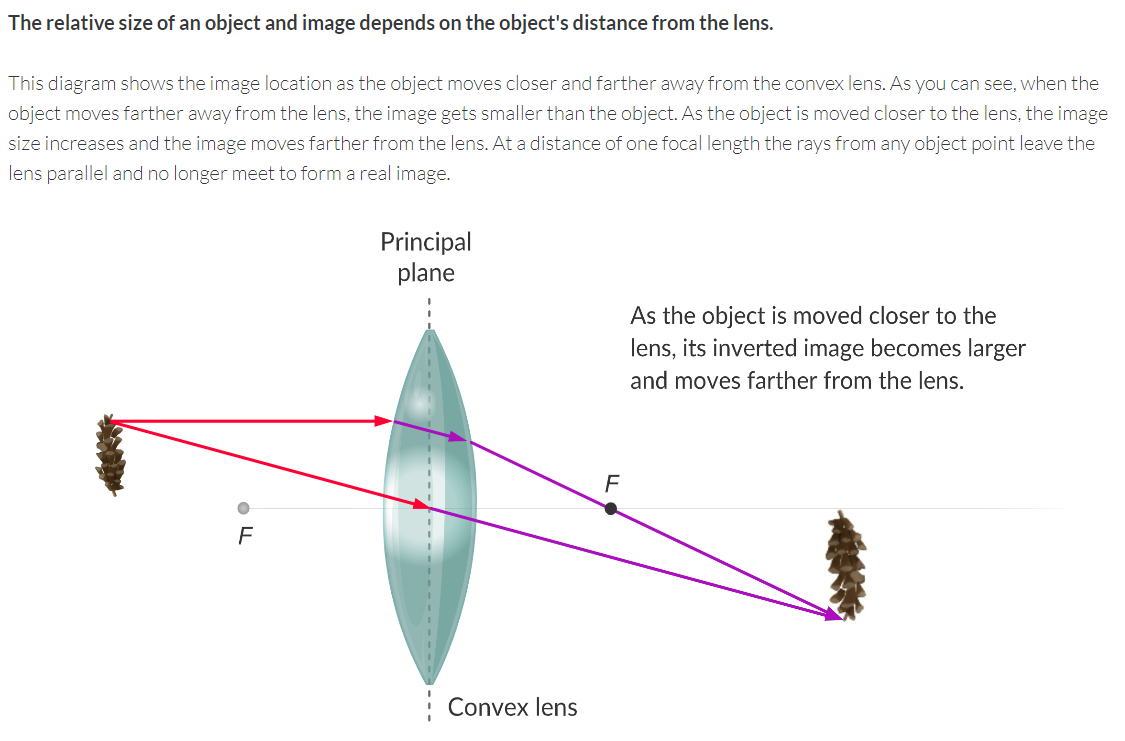 The relative size of an object and image depends on the object's distance from the lens.
This diagram shows the image location as the object moves closer and farther away from the convex lens. As you can see, when the
object moves farther away from the lens, the image gets smaller than the object. As the object is moved closer to the lens, the image
size increases and the image moves farther from the lens. At a distance of one focal length the rays from any object point leave the
lens parallel and no longer meet to form a real image.
Principal
plane
As the object is moved closer to the
lens, its inverted image becomes larger
and moves farther from the lens.
F
F
Convex lens